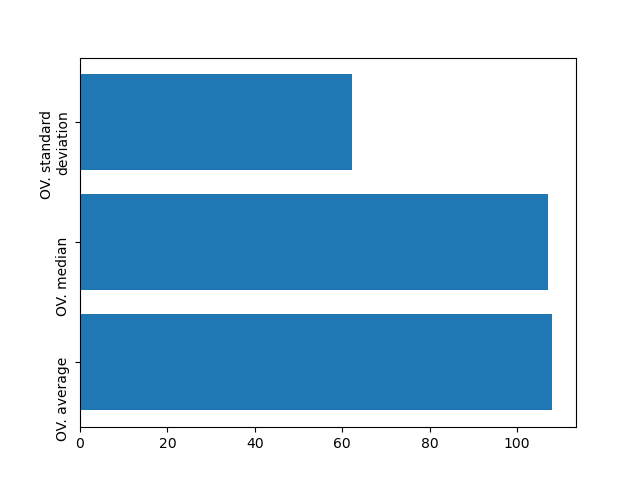 OV. standard
deviation
OV. median
OV. average
0 20 40 60 80 100